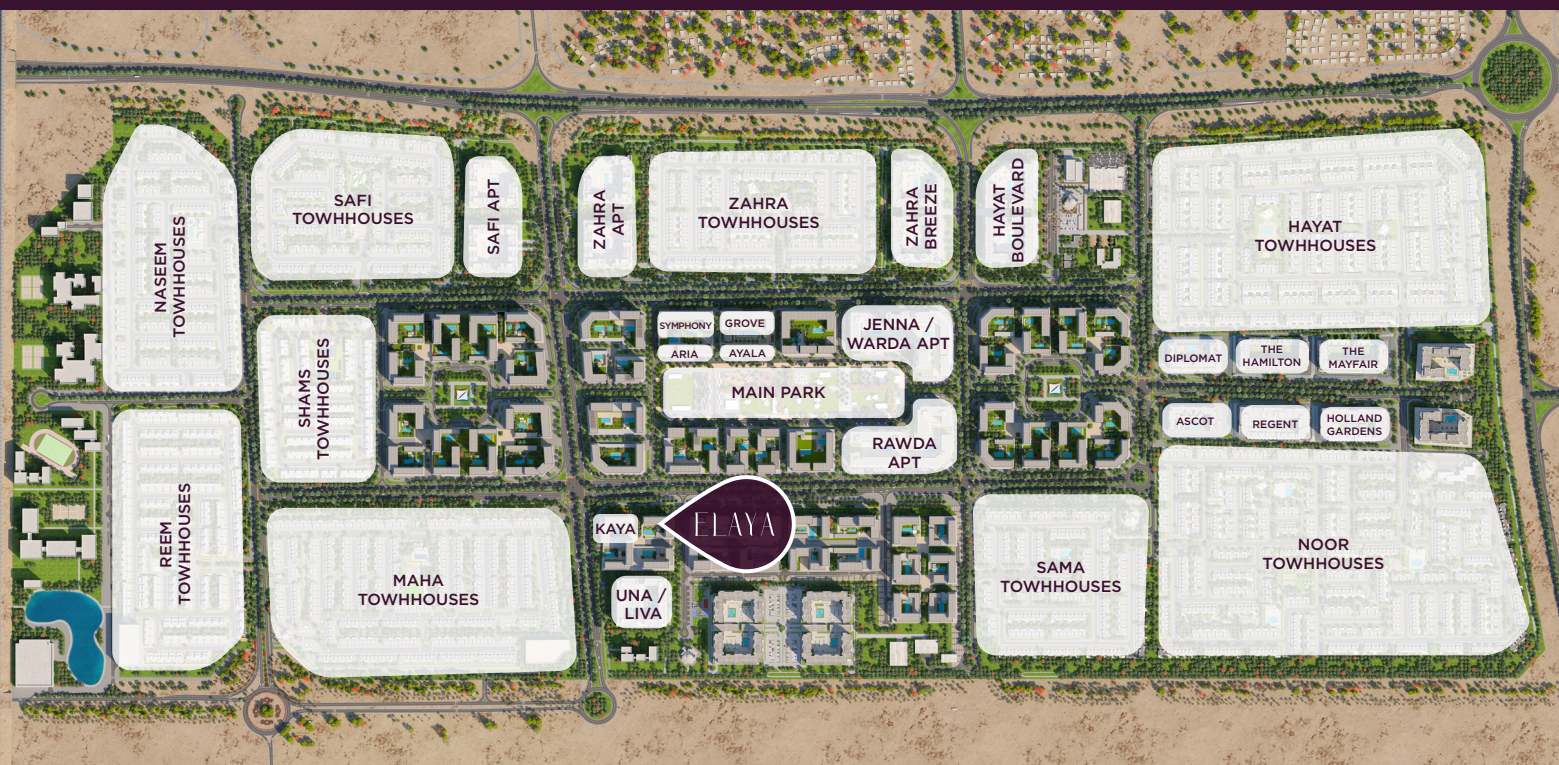 NASEEM
TOWHHOUSES
SAFI
TOWHHOUSES
SAFI APT
ZAHRA
APT
ZAHRA
TOWHHOUSES
ZAHRA
BREEZE
HAYAT
BOULEVARD
HAYAT
TOWHHOUSES
SHAMS
TOWHHOUSES
SYMPHONY
GROVE
ARIA
AYALA
JENNA /
WARDA APT
MAIN PARK
RAWDA
APT
DIPLOMAT
THE
HAMILTON
THE
MAYFAIR
ASCOT
REGENT
HOLLAND
GARDENS
REEM
TOWHHOUSES
MAHA
TOWHHOUSES
KAYA
ELAYA
UNA /
LIVA
SAMA
TOWHHOUSES
NOOR
TOWHHOUSES